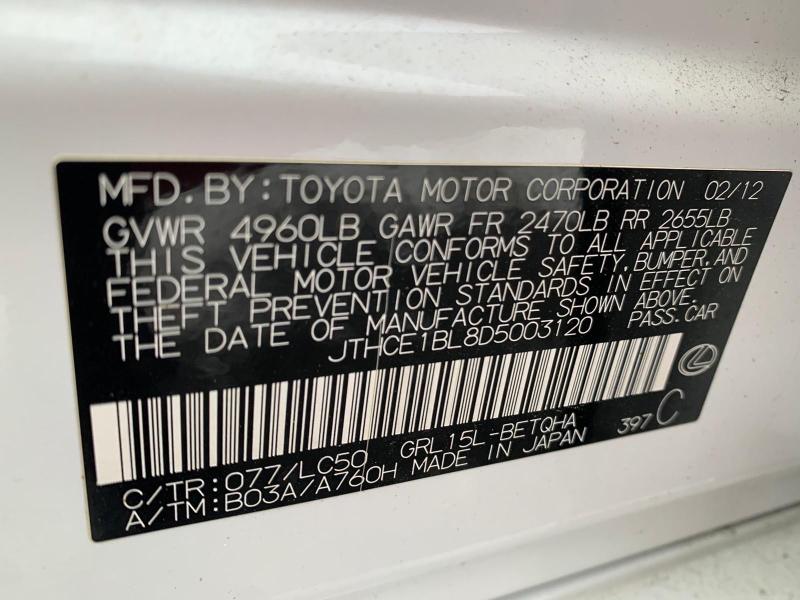 MFD. BY: TOYOTA MOTOR CORPORATION 02/12
GVWR 4960LB GAWR FR 2470LB RR 2655LB
THIS VEHICLE CONFORMS TO ALL APPLICABLE
FEDERAL MOTOR VEHICLE SAFETY, BUMPER, AND
THEFT PREVENTION STANDARDS IN EFFECT ON
THE DATE OF MANUFACTURE SHOWN ABOVE.
JTHCE1BL8D5003120 PASS. CAR
C/TR: 077/LC50 GRL15L-BETQHA 397 C
A/TM: B03A/A760H MADE IN JAPAN